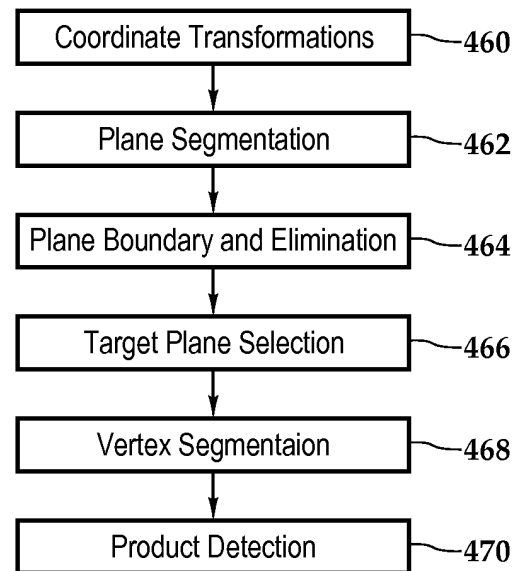 Coordinate Transformations 460
Plane Segmentation 462
Plane Boundary and Elimination 464
Target Plane Selection 466
Vertex Segmentaion 468
Product Detection 470